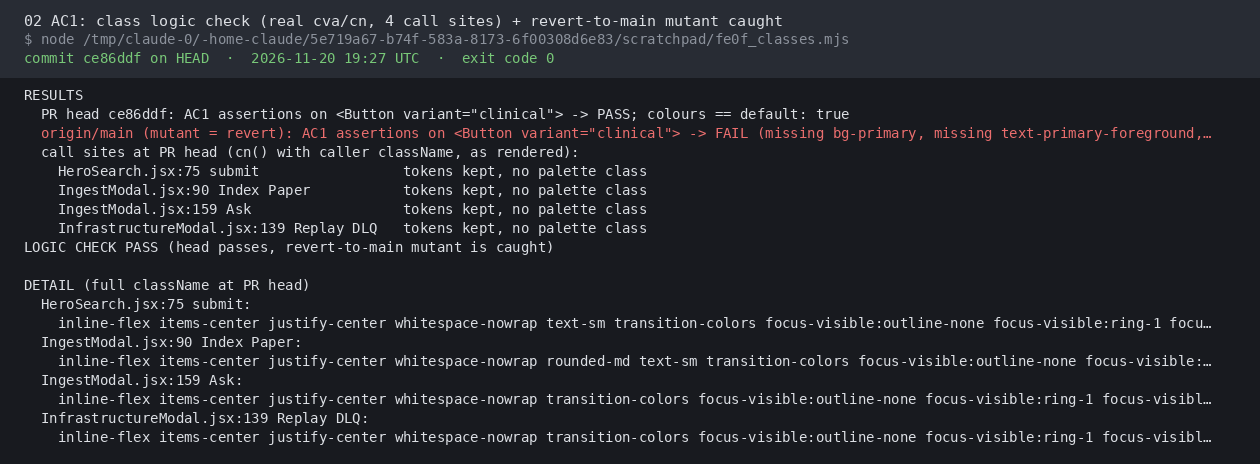 02 AC1: class logic check (real cva/cn, 4 call sites) + revert-to-main mutant caught
$ node /tmp/claude-0/-home-claude/5e719a67-b74f-583a-8173-6f00308d6e83/scratchpad/fe0f_classes.mjs
commit ce86ddf on HEAD · 2026-11-20 19:27 UTC · exit code 0
RESULTS
PR head ce86ddf: AC1 assertions on <Button variant="clinical"> -> PASS; colours == default: true
origin/main (mutant = revert): AC1 assertions on <Button variant="clinical"> -> FAIL (missing bg-primary, missing text-primary-foreground,…
call sites at PR head (cn() with caller className, as rendered):
HeroSearch.jsx:75 submit tokens kept, no palette class
IngestModal.jsx:90 Index Paper tokens kept, no palette class
IngestModal.jsx:159 Ask tokens kept, no palette class
InfrastructureModal.jsx:139 Replay DLQ tokens kept, no palette class
LOGIC CHECK PASS (head passes, revert-to-main mutant is caught)
DETAIL (full className at PR head)
HeroSearch.jsx:75 submit:
inline-flex items-center justify-center whitespace-nowrap text-sm transition-colors focus-visible:outline-none focus-visible:ring-1 focu…
IngestModal.jsx:90 Index Paper:
inline-flex items-center justify-center whitespace-nowrap rounded-md text-sm transition-colors focus-visible:outline-none focus-visible:…
IngestModal.jsx:159 Ask:
inline-flex items-center justify-center whitespace-nowrap transition-colors focus-visible:outline-none focus-visible:ring-1 focus-visibl…
InfrastructureModal.jsx:139 Replay DLQ:
inline-flex items-center justify-center whitespace-nowrap transition-colors focus-visible:outline-none focus-visible:ring-1 focus-visibl…